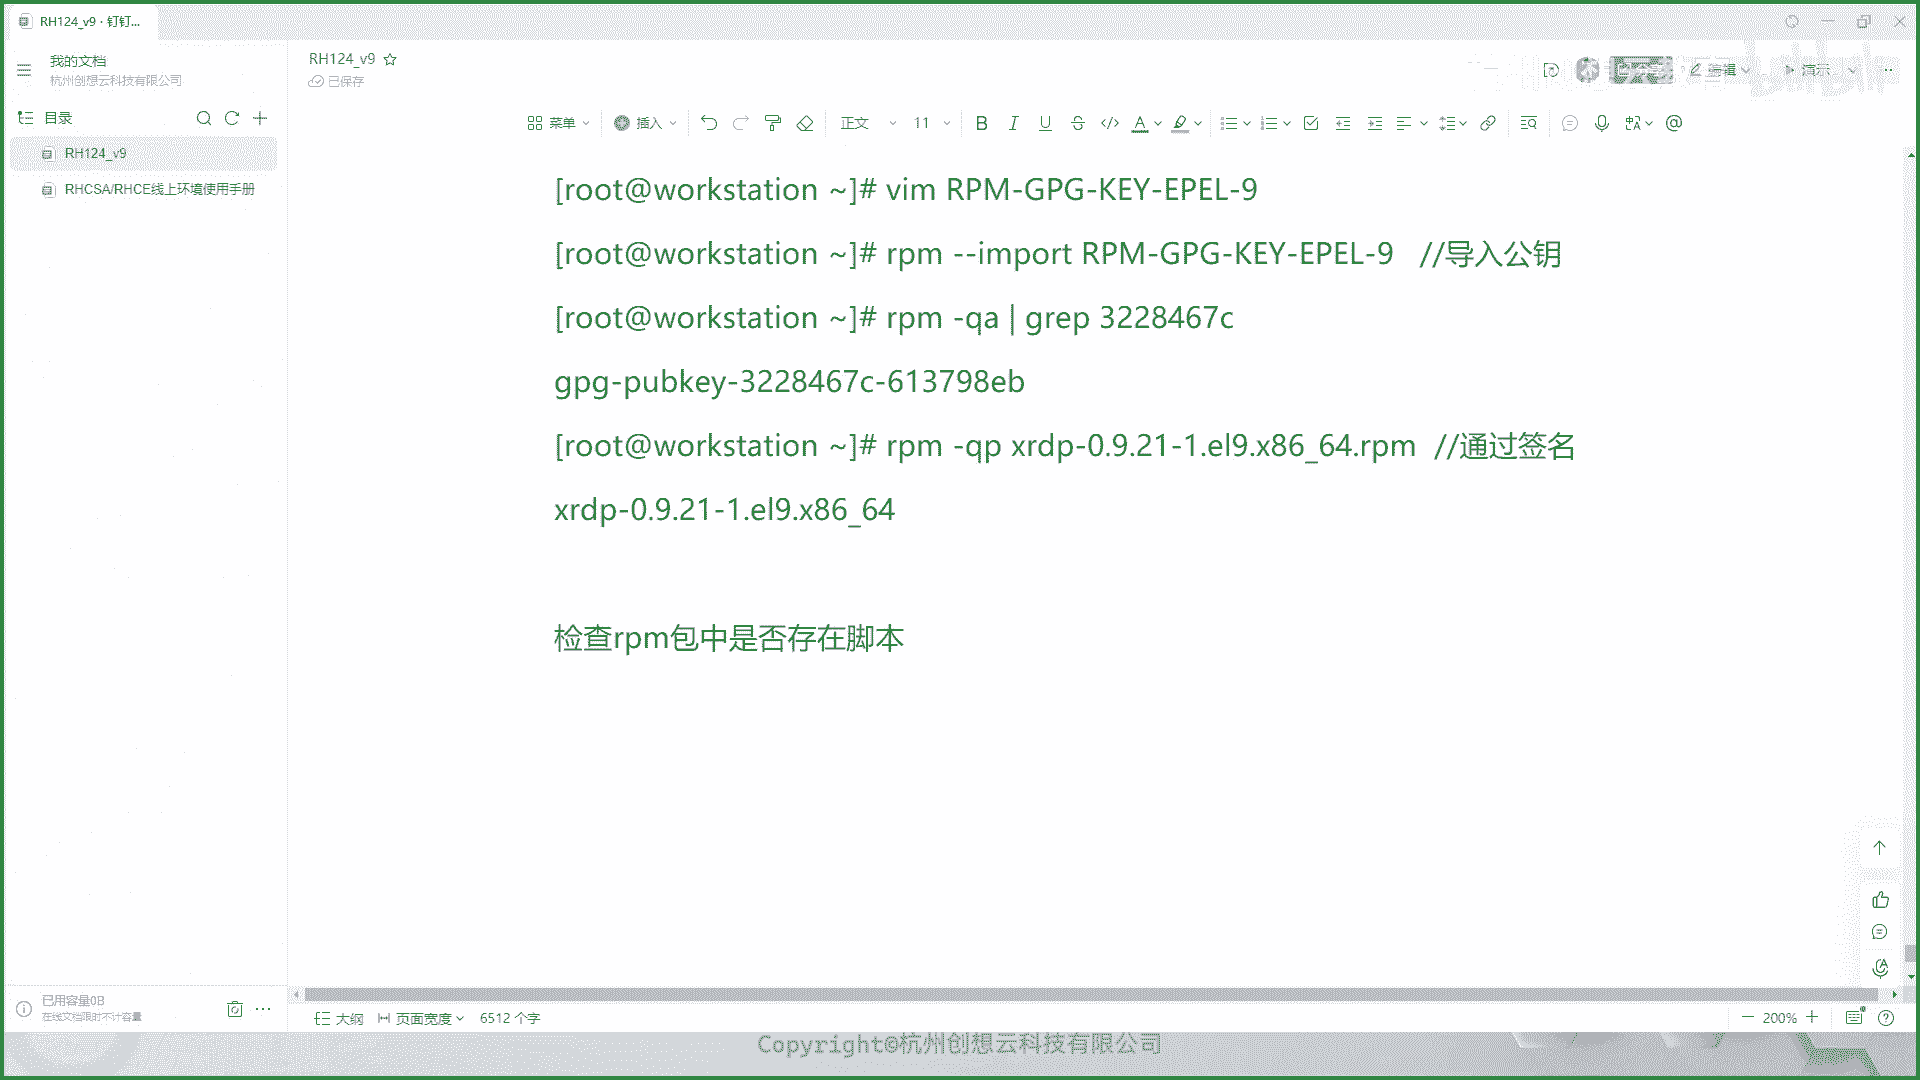 RH124_v9 · 钉钉...
我的文档
杭州创想云科技有限公司
RH124_v9
已保存
编辑
演示
目录
菜单
插入
正文
11
RH124_v9
RHCSA/RHCE线上环境使用手册
[root@workstation ~]# vim RPM-GPG-KEY-EPEL-9
[root@workstation ~]# rpm --import RPM-GPG-KEY-EPEL-9 //导入公钥
[root@workstation ~]# rpm -qa | grep 3228467c
gpg-pubkey-3228467c-613798eb
[root@workstation ~]# rpm -qp xrdp-0.9.21-1.el9.x86_64.rpm //通过签名
xrdp-0.9.21-1.el9.x86_64
检查rpm包中是否存在脚本
已用容量0B
在线文档限时不计容量
大纲
页面宽度
6512 个字
200%
Copyright©杭州创想云科技有限公司